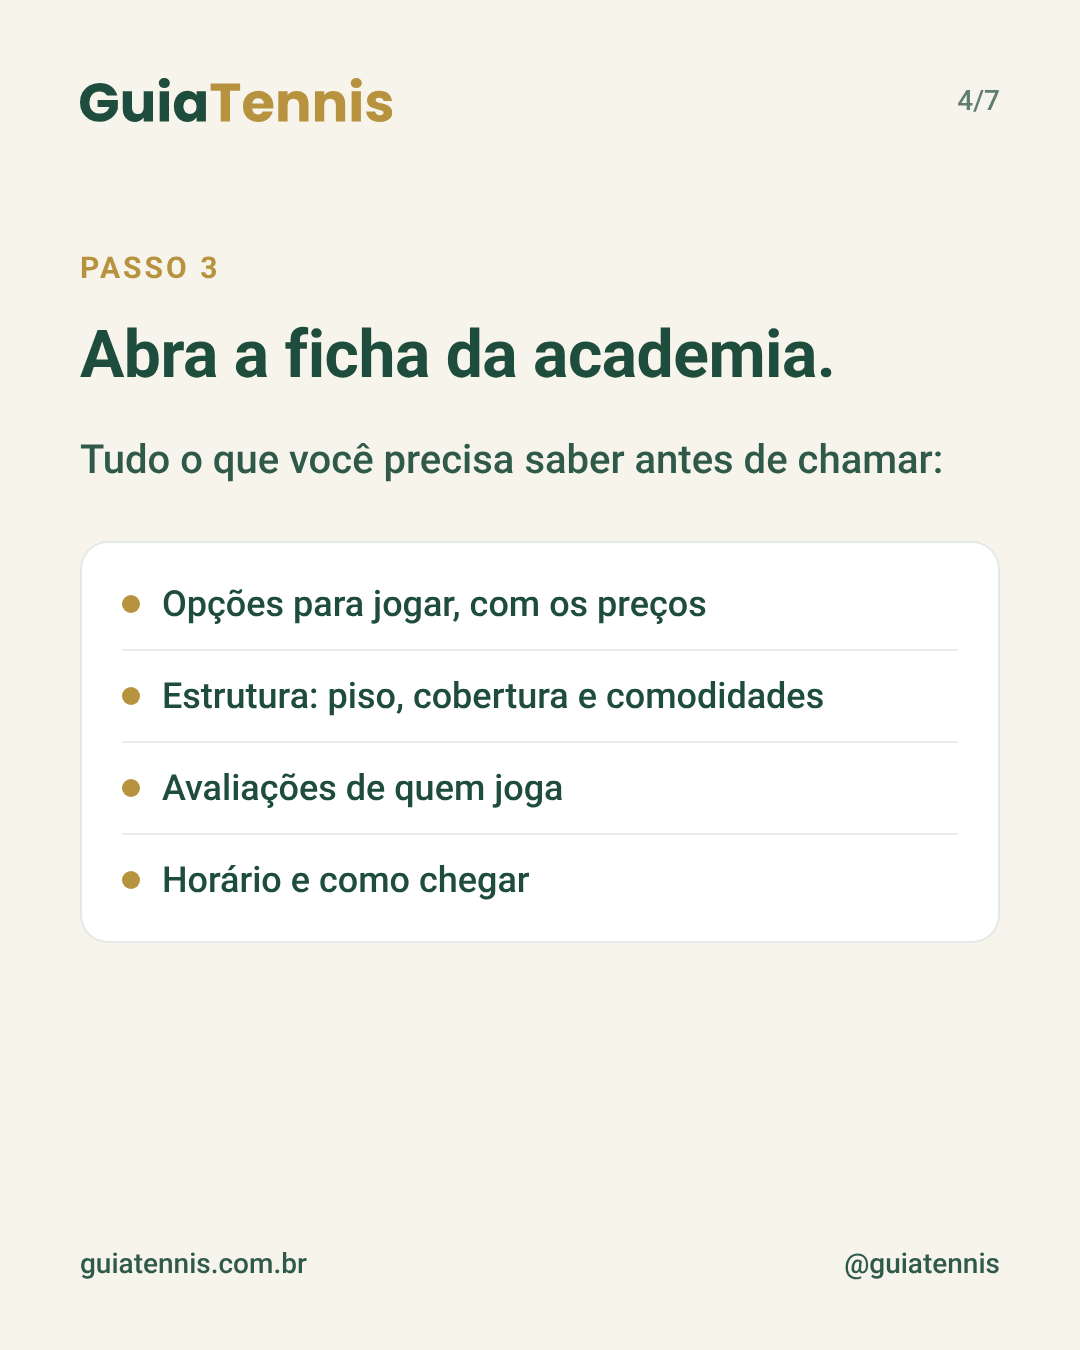 GuiaTennis
4/7
PASSO 3
Abra a ficha da academia.
Tudo o que você precisa saber antes de chamar:
Opções para jogar, com os preços
Estrutura: piso, cobertura e comodidades
Avaliações de quem joga
Horário e como chegar
guiatennis.com.br
@guiatennis